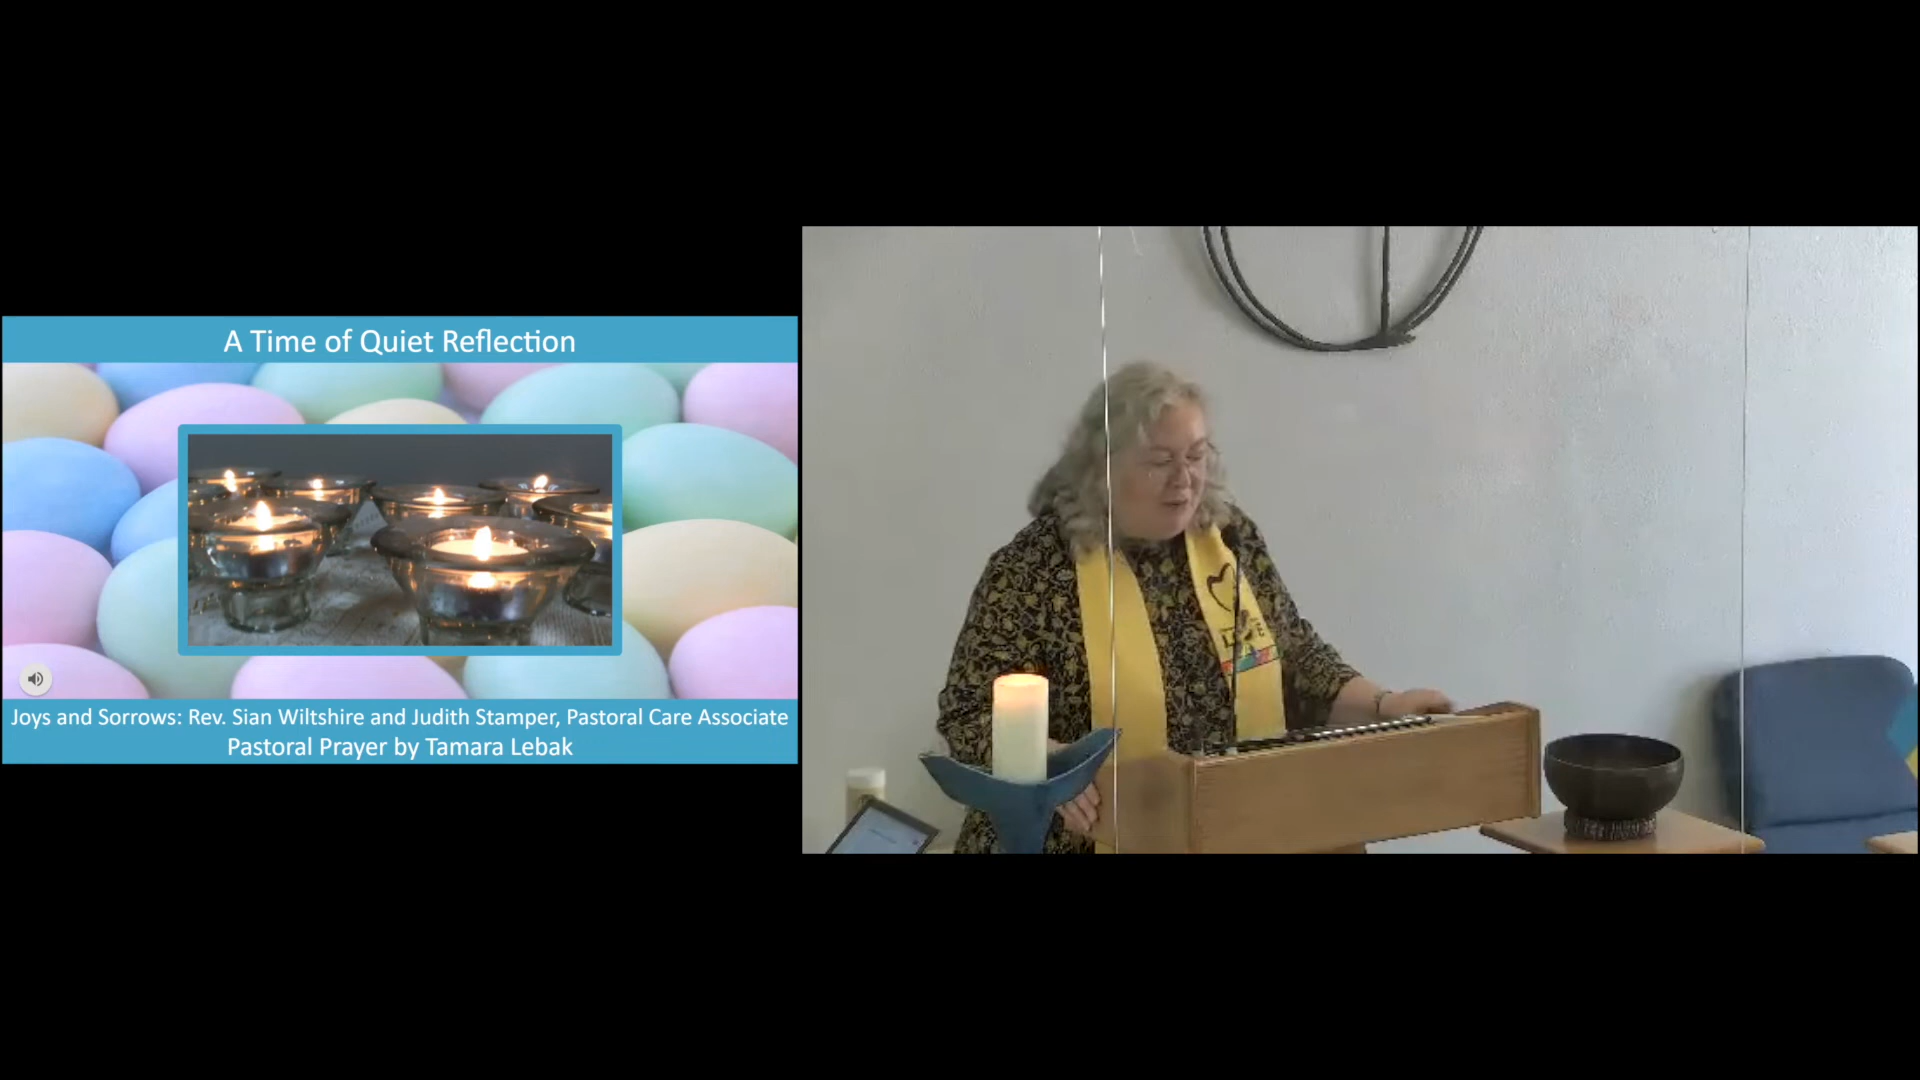 A Time of Quiet Reflection
Joys and Sorrows: Rev. Sian Wiltshire and Judith Stamper, Pastoral Care Associate
Pastoral Prayer by Tamara Lebak